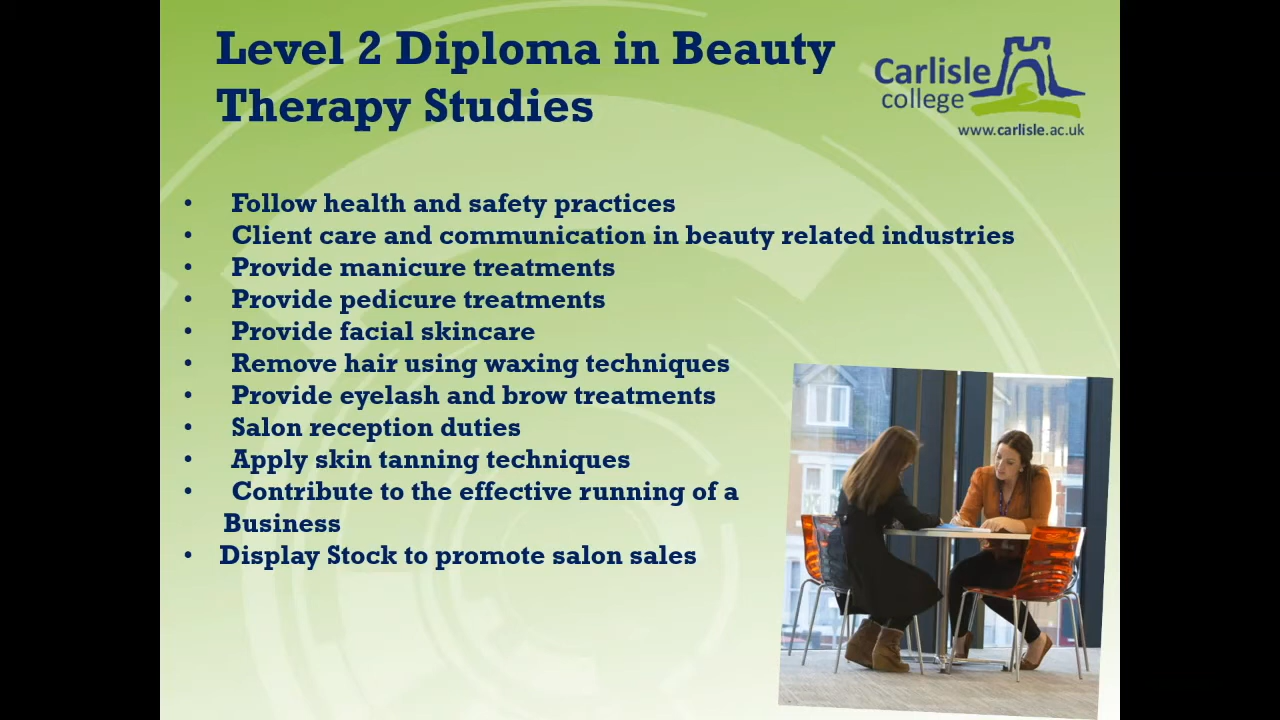 Level 2 Diploma in Beauty
Therapy Studies
Carlisle
college
www.carlisle.ac.uk
• Follow health and safety practices
• Client care and communication in beauty related industries
• Provide manicure treatments
• Provide pedicure treatments
• Provide facial skincare
• Remove hair using waxing techniques
• Provide eyelash and brow treatments
• Salon reception duties
• Apply skin tanning techniques
• Contribute to the effective running of a
Business
• Display Stock to promote salon sales